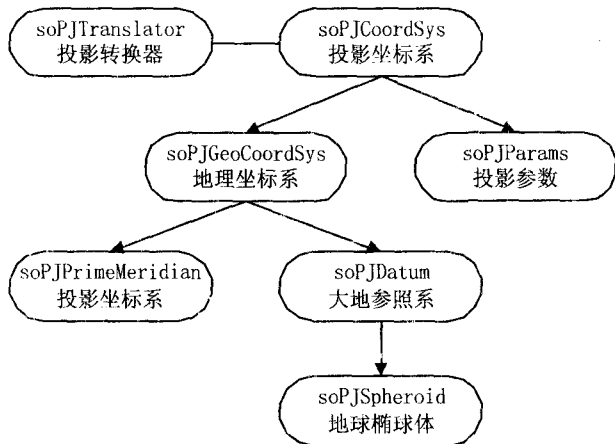 soPJTranslator
投影转换器
soPJCoordSys
投影坐标系
soPJGeoCoordSys
地理坐标系
soPJParams
投影参数
soPJPrimeMeridian
投影坐标系
soPJDatum
大地参照系
soPJSpheroid
地球椭球体